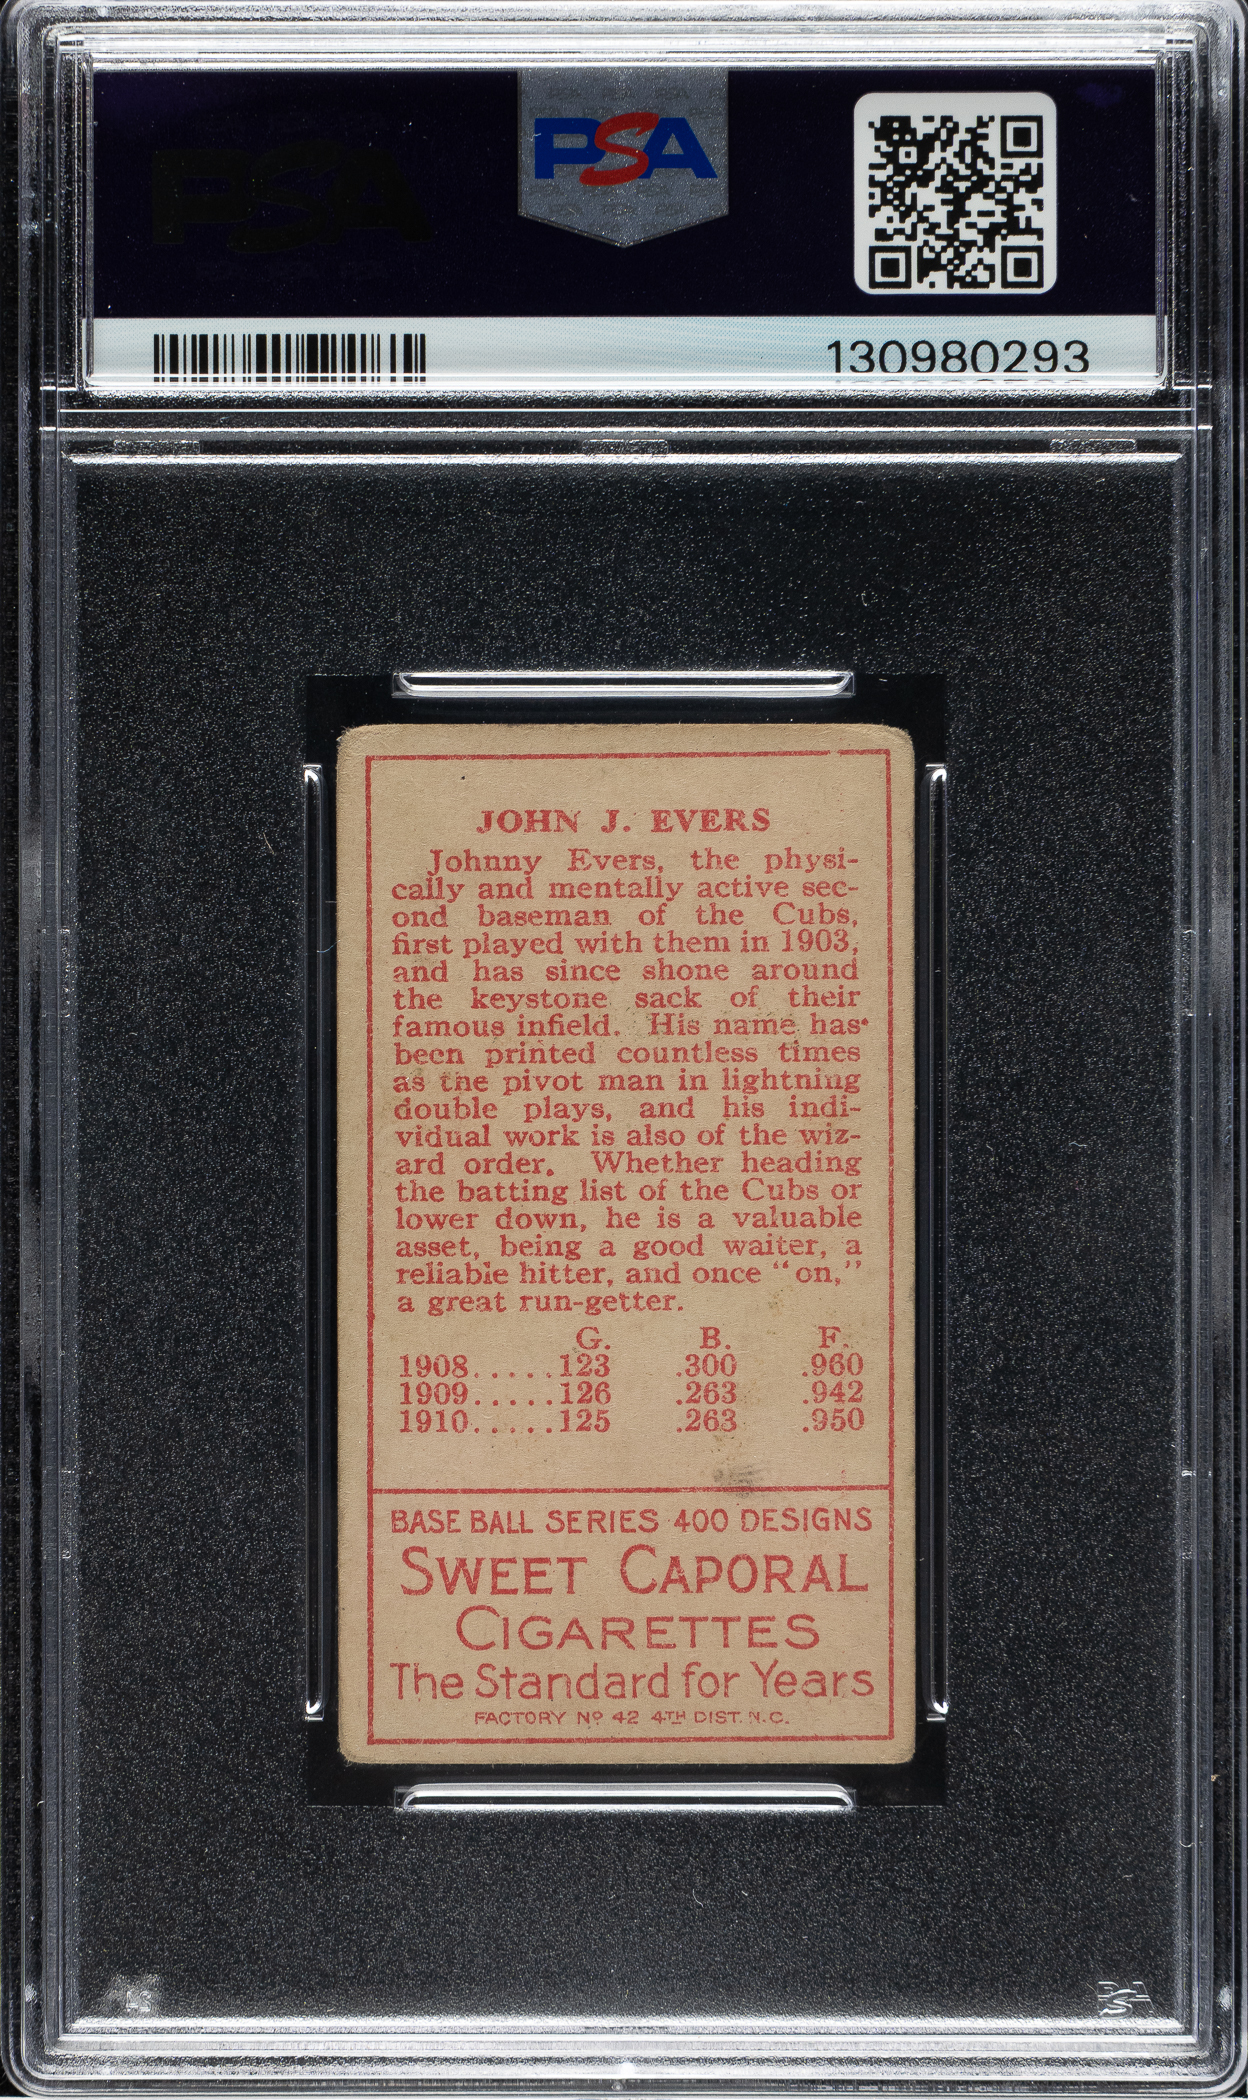 PSA
130980293
JOHN J. EVERS
Johnny Evers, the physi-
cally and mentally active sec-
ond baseman of the Cubs,
first played with them in 1903,
and has since shone around
the keystone sack of their
famous infield. His name has
been printed countless times
as the pivot man in lightning
double plays, and his indi-
vidual work is also of the wiz-
ard order. Whether heading
the batting list of the Cubs or
lower down, he is a valuable
asset, being a good waiter, a
reliable hitter, and once "on,"
a great run-getter.
G. B. F.
1908.....123 .300 .960
1909.....126 .263 .942
1910.....125 .263 .950
BASE BALL SERIES 400 DESIGNS
SWEET CAPORAL
CIGARETTES
The Standard for Years
FACTORY Nº 42 4TH DIST. N.C.
PSA